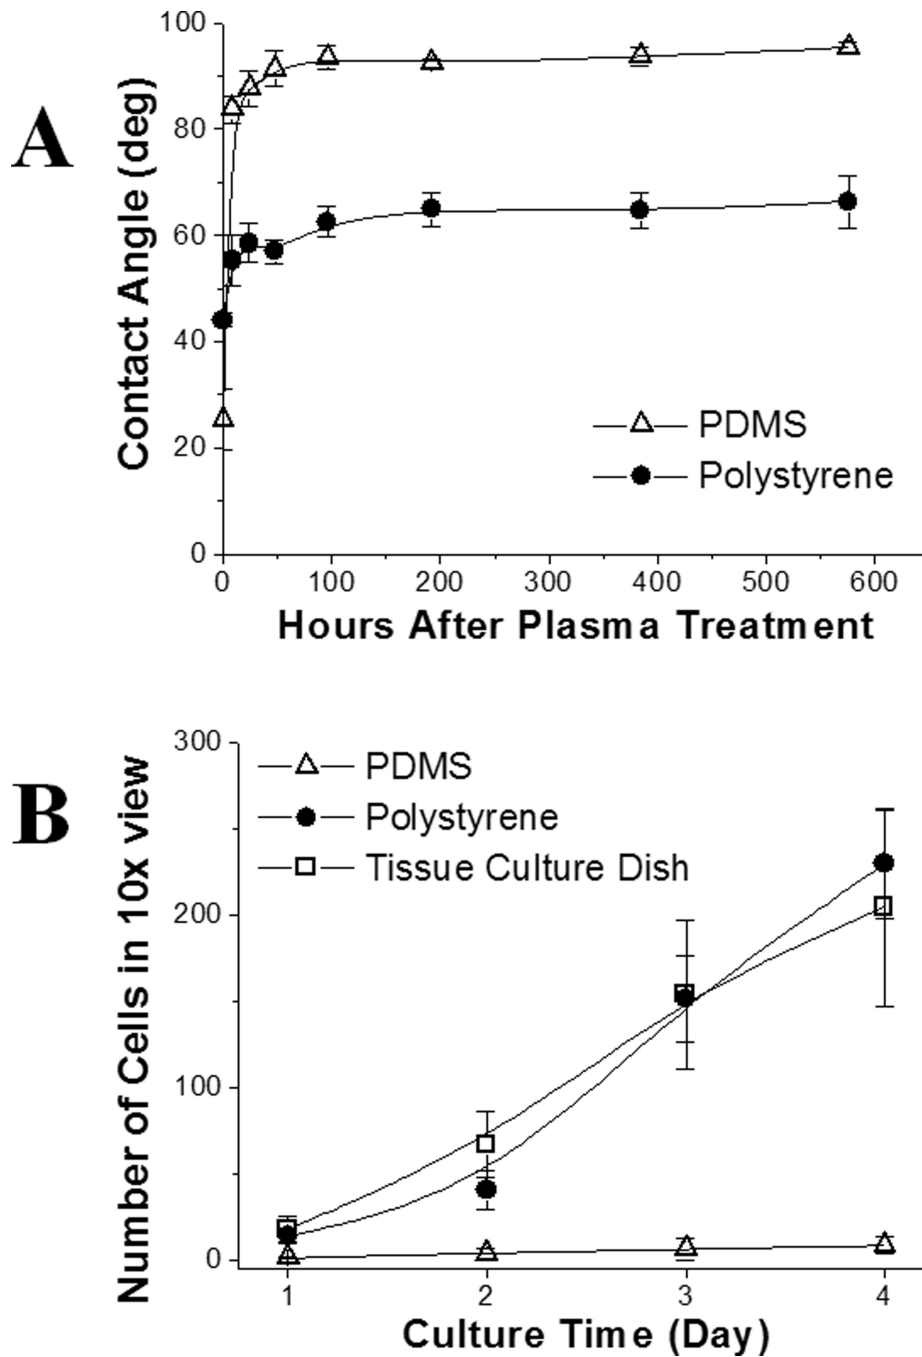 A
Contact Angle (deg)
100
80
60
40
20
0
PDMS
Polystyrene
0 100 200 300 400 500 600
Hours After Plasma Treatment
B
Number of Cells in 10x view
300
200
100
0
PDMS
Polystyrene
Tissue Culture Dish
1 2 3 4
Culture Time (Day)